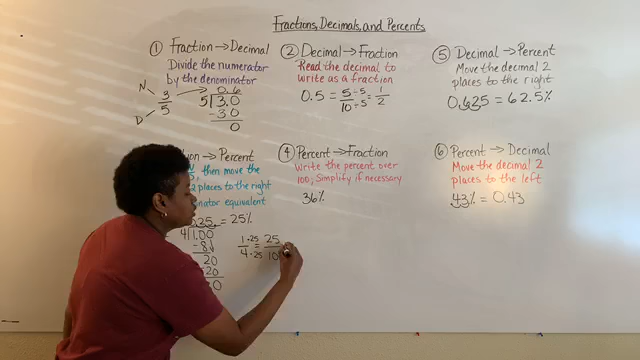 Fractions, Decimals, and Percents
① Fraction → Decimal
Divide the numerator
by the denominator
N
D
3/5
0.6
5 3.0
-30
0
② Decimal → Fraction
Read the decimal to
write as a fraction
0.5 = 5÷5/10÷5 = 1/2
⑤ Decimal → Percent
Move the decimal 2
places to the right
0.625 = 62.5%
→ Percent
then move the
places to the right
equivalent
= 25%
4 1.00
-8↓
20
-20
0
1·25/4·25 = 25/10
④ Percent → Fraction
Write the percent over
100, Simplify if necessary
36%
⑥ Percent → Decimal
Move the decimal 2
places to the left
43% = 0.43